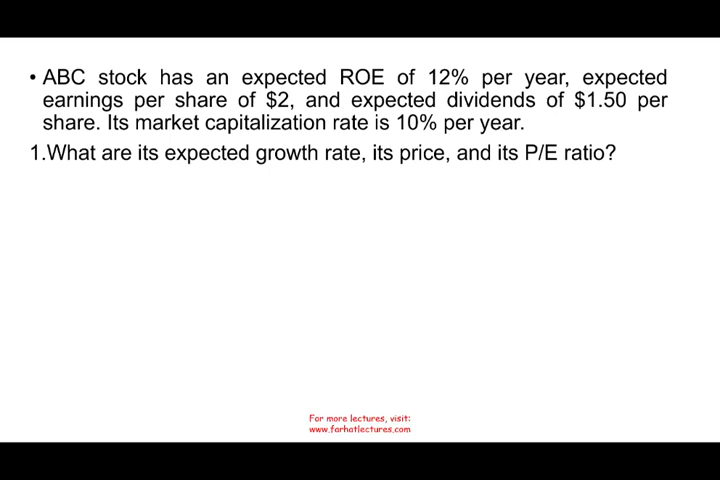 • ABC stock has an expected ROE of 12% per year, expected
earnings per share of $2, and expected dividends of $1.50 per
share. Its market capitalization rate is 10% per year.
1.What are its expected growth rate, its price, and its P/E ratio?
For more lectures, visit:
www.farhatlectures.com